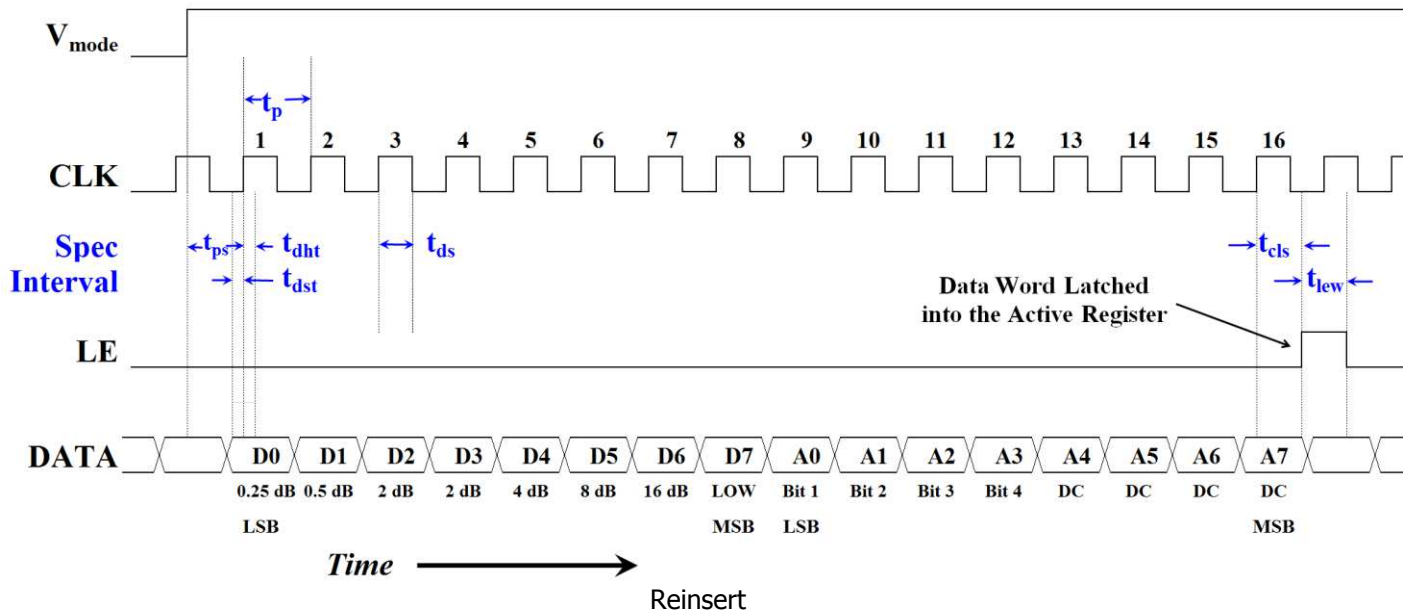 Vmode
tp
1 2 3 4 5 6 7 8 9 10 11 12 13 14 15 16
CLK
Spec
Interval
tps tdht tds tcls
tdst tlew
Data Word Latched
into the Active Register
LE
DATA D0 D1 D2 D3 D4 D5 D6 D7 A0 A1 A2 A3 A4 A5 A6 A7
0.25 dB 0.5 dB 2 dB 2 dB 4 dB 8 dB 16 dB LOW Bit 1 Bit 2 Bit 3 Bit 4 DC DC DC DC
LSB MSB LSB MSB
Time
Reinsert